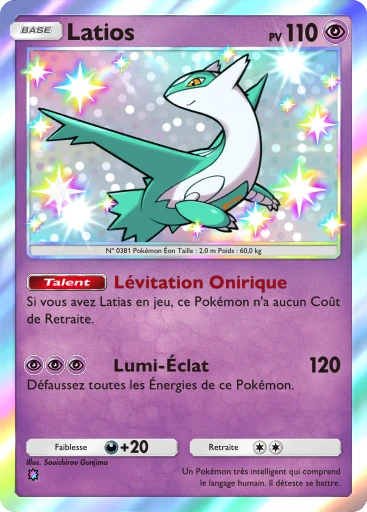 BASE Latios PV 110
N° 0381 Pokémon Éon Taille : 2,0 m Poids : 60,0 kg
Talent Lévitation Onirique
Si vous avez Latias en jeu, ce Pokémon n'a aucun Coût
de Retraite.
Lumi-Éclat 120
Défaussez toutes les Énergies de ce Pokémon.
Faiblesse +20 Retraite
Illus. Souichirou Gunjima
Un Pokémon très intelligent qui comprend
le langage humain. Il déteste se battre.